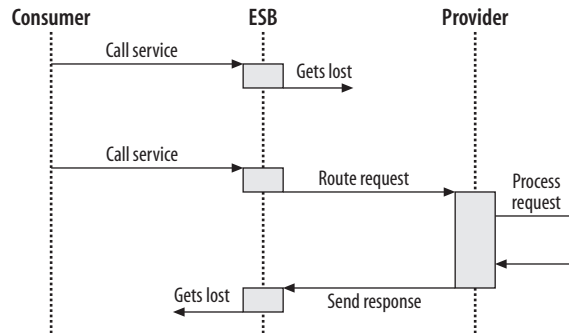 Consumer ESB Provider
Call service
Gets lost
Call service
Route request
Process
request
Gets lost
Send response